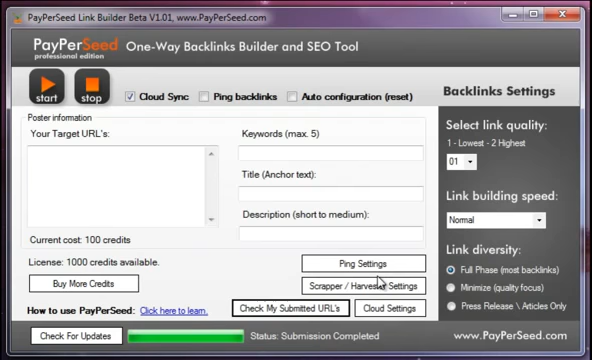 PayPerSeed Link Builder Beta V1.01, www.PayPerSeed.com
PayPerSeed
professional edition
One-Way Backlinks Builder and SEO Tool
start
stop
Cloud Sync
Ping backlinks
Auto configuration (reset)
Backlinks Settings
Poster information
Your Target URL's:
Keywords (max. 5)
Title (Anchor text):
Description (short to medium):
Current cost: 100 credits
License: 1000 credits available.
Buy More Credits
How to use PayPerSeed: Click here to learn.
Ping Settings
Scrapper / Harvester Settings
Check My Submitted URL's
Cloud Settings
Select link quality:
1 - Lowest - 2 Highest
01
Link building speed:
Normal
Link diversity:
Full Phase (most backlinks)
Minimize (quality focus)
Press Release \ Articles Only
Check For Updates
Status: Submission Completed
www.PayPerSeed.com